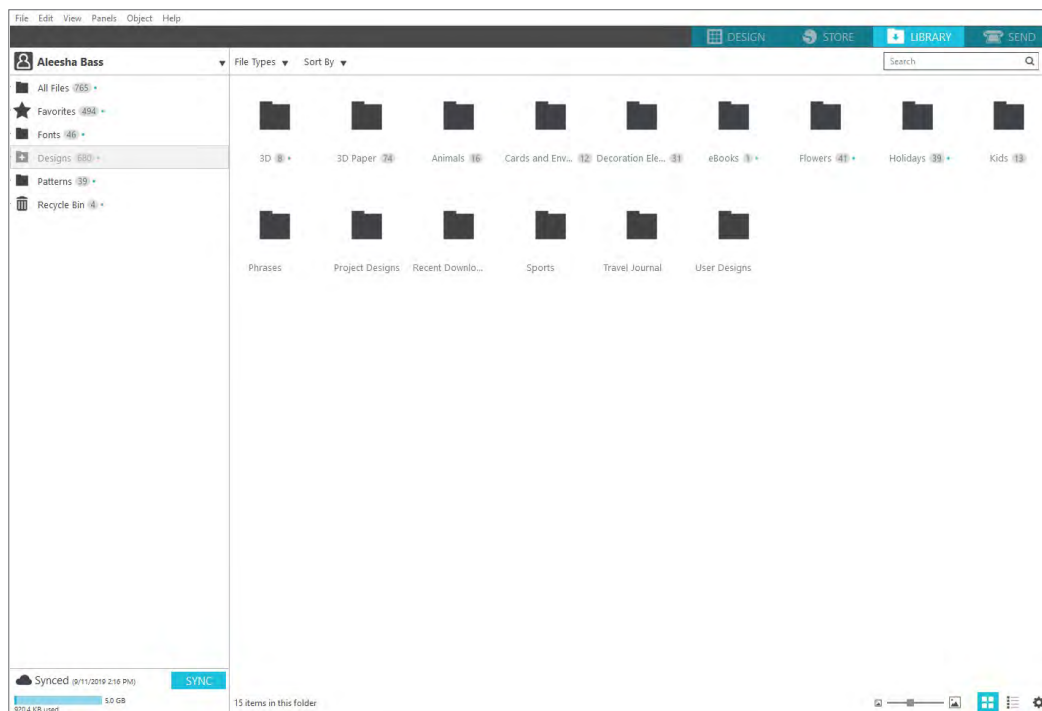 File Edit View Panels Object Help
DESIGN STORE LIBRARY SEND
Aleesha Bass
File Types Sort By Search
All Files 765
Favorites 494
Fonts 46
Designs 680
Patterns 39
Recycle Bin 4
3D 8 3D Paper 74 Animals 16 Cards and Env... 12 Decoration Ele... 31 eBooks 1 Flowers 41 Holidays 39 Kids 13
Phrases Project Designs Recent Downlo... Sports Travel Journal User Designs
Synced (9/11/2019 2:16 PM) SYNC
5.0 GB
970.4 KB used
15 items in this folder